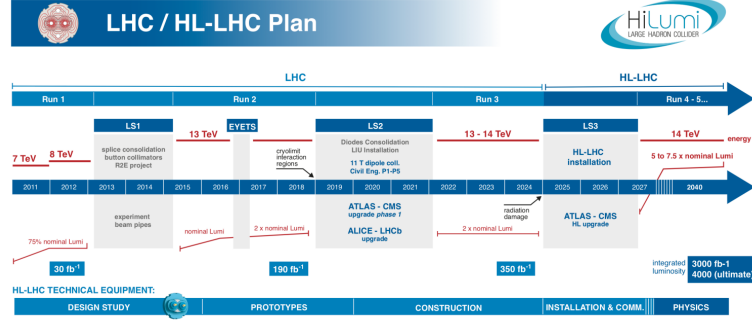 LHC / HL-LHC Plan
HiLumi
LARGE HADRON COLLIDER
LHC
HL-LHC
Run 1
Run 2
Run 3
Run 4 - 5...
LS1
EYETS
LS2
LS3
7 TeV
8 TeV
splice consolidation
button collimators
R2E project
13 TeV
cryolimit
interaction
regions
Diodes Consolidation
LIU Installation
11 T dipole coll.
Civil Eng. P1-P5
13 - 14 TeV
HL-LHC
installation
14 TeV
energy
5 to 7.5 x nominal Lumi
2011
2012
2013
2014
2015
2016
2017
2018
2019
2020
2021
2022
2023
2024
2025
2026
2027
2040
75% nominal Lumi
experiment
beam pipes
nominal Lumi
2 x nominal Lumi
ATLAS - CMS
upgrade phase 1
ALICE - LHCb
upgrade
2 x nominal Lumi
radiation
damage
ATLAS - CMS
HL upgrade
30 fb-1
190 fb-1
350 fb-1
integrated
luminosity
3000 fb-1
4000 (ultimate)
HL-LHC TECHNICAL EQUIPMENT:
DESIGN STUDY
PROTOTYPES
CONSTRUCTION
INSTALLATION & COMM.
PHYSICS